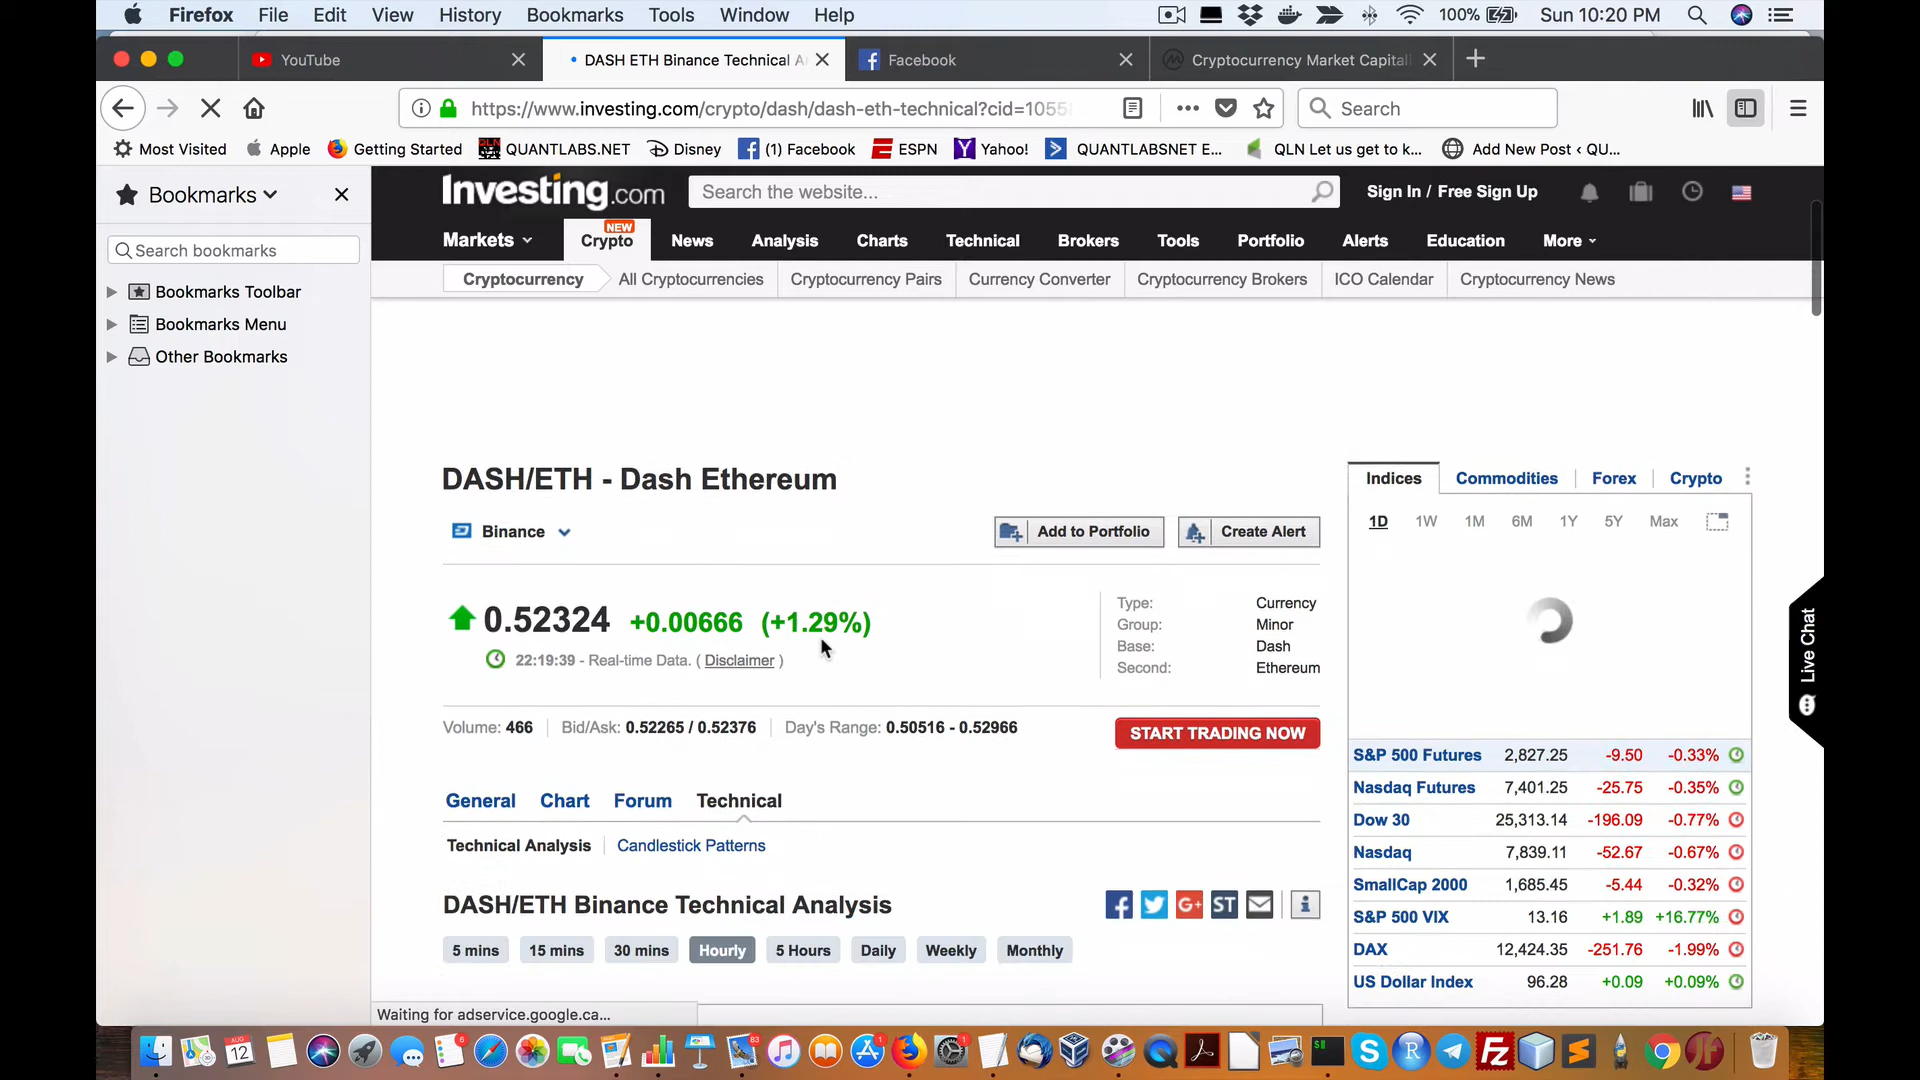 Firefox File Edit View History Bookmarks Tools Window Help 100% Sun 10:20 PM
YouTube DASH ETH Binance Technical A Facebook Cryptocurrency Market Capital
https://www.investing.com/crypto/dash/dash-eth-technical?cid=1055 Search
Most Visited Apple Getting Started QUANTLABS.NET Disney (1) Facebook ESPN Yahoo! QUANTLABSNET E... QLN Let us get to k... Add New Post ‹ QU...
Bookmarks
Search bookmarks
Bookmarks Toolbar
Bookmarks Menu
Other Bookmarks
Investing.com Search the website... Sign In / Free Sign Up
NEW
Markets Crypto News Analysis Charts Technical Brokers Tools Portfolio Alerts Education More
Cryptocurrency All Cryptocurrencies Cryptocurrency Pairs Currency Converter Cryptocurrency Brokers ICO Calendar Cryptocurrency News
DASH/ETH - Dash Ethereum
Binance Add to Portfolio Create Alert
0.52324 +0.00666 (+1.29%)
22:19:39 - Real-time Data. ( Disclaimer )
Type: Currency
Group: Minor
Base: Dash
Second: Ethereum
Volume: 466 Bid/Ask: 0.52265 / 0.52376 Day's Range: 0.50516 - 0.52966
START TRADING NOW
General Chart Forum Technical
Technical Analysis Candlestick Patterns
DASH/ETH Binance Technical Analysis
G+ ST i
5 mins 15 mins 30 mins Hourly 5 Hours Daily Weekly Monthly
Indices Commodities Forex Crypto
1D 1W 1M 6M 1Y 5Y Max
S&P 500 Futures 2,827.25 -9.50 -0.33%
Nasdaq Futures 7,401.25 -25.75 -0.35%
Dow 30 25,313.14 -196.09 -0.77%
Nasdaq 7,839.11 -52.67 -0.67%
SmallCap 2000 1,685.45 -5.44 -0.32%
S&P 500 VIX 13.16 +1.89 +16.77%
DAX 12,424.35 -251.76 -1.99%
US Dollar Index 96.28 +0.09 +0.09%
Live Chat
Waiting for adservice.google.ca...
AUG
12